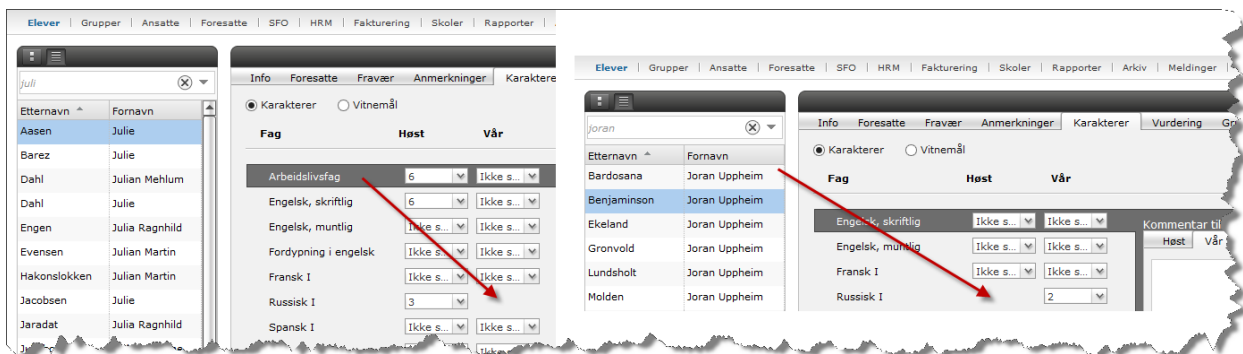 Elever | Grupper | Ansatte | Foresatte | SFO | HRM | Fakturering | Skoler | Rapporter |
juli
Etternavn Fornavn
Aasen Julie
Barez Julie
Dahl Julian Mehlum
Dahl Julie
Engen Julia Ragnhild
Evensen Julian Martin
Hakonslokken Julian Martin
Jacobsen Julie
Jaradat Julia Ragnhild
Info Foresatte Fravær Anmerkninger Karaktere
Karakterer Vitnemål
Fag Høst Vår
Arbeidslivsfag 6 Ikke s...
Engelsk, skriftlig 6 Ikke s...
Engelsk, muntlig Ikke s... Ikke s...
Fordypning i engelsk Ikke s... Ikke s...
Fransk I Ikke s... Ikke s...
Russisk I 3
Spansk I Ikke s... Ikke s...
Ikke s...
Elever | Grupper | Ansatte | Foresatte | SFO | HRM | Fakturering | Skoler | Rapporter | Arkiv | Meldinger |
joran
Etternavn Fornavn
Bardosana Joran Uppheim
Benjaminson Joran Uppheim
Ekeland Joran Uppheim
Gronvold Joran Uppheim
Lundsholt Joran Uppheim
Molden Joran Uppheim
Info Foresatte Fravær Anmerkninger Karakterer Vurdering
Karakterer Vitnemål
Fag Høst Vår
Engelsk, skriftlig Ikke s... Ikke s...
Engelsk, muntlig Ikke s... Ikke s...
Fransk I Ikke s... Ikke s...
Russisk I 2
Kommentar til
Høst Vår